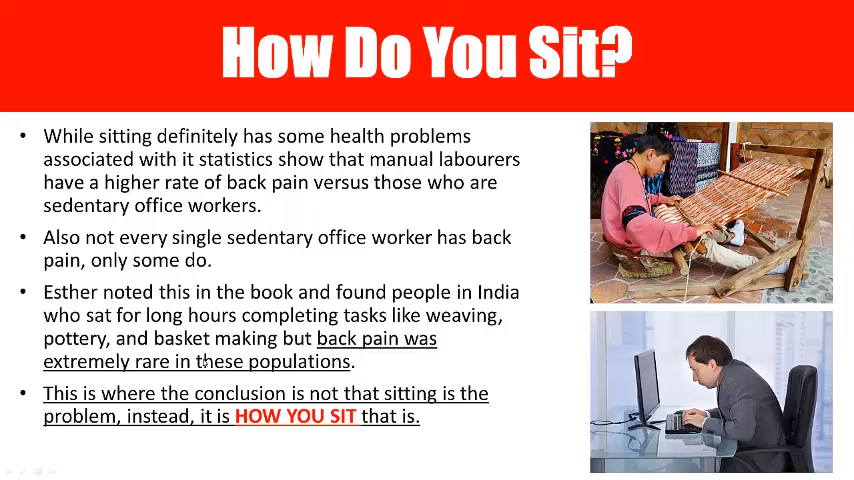 How Do You Sit?
• While sitting definitely has some health problems
associated with it statistics show that manual labourers
have a higher rate of back pain versus those who are
sedentary office workers.
• Also not every single sedentary office worker has back
pain, only some do.
• Esther noted this in the book and found people in India
who sat for long hours completing tasks like weaving,
pottery, and basket making but back pain was
extremely rare in these populations.
• This is where the conclusion is not that sitting is the
problem, instead, it is HOW YOU SIT that is.